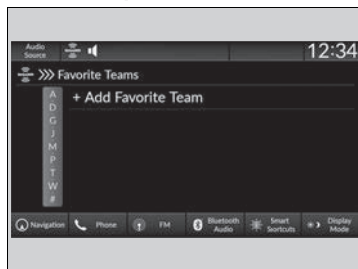 Audio
Source
12:34
Favorite Teams
+ Add Favorite Team
A
D
G
J
M
P
T
W
#
Navigation
Phone
FM
Bluetooth
Audio
Smart
Shortcuts
Display
Mode